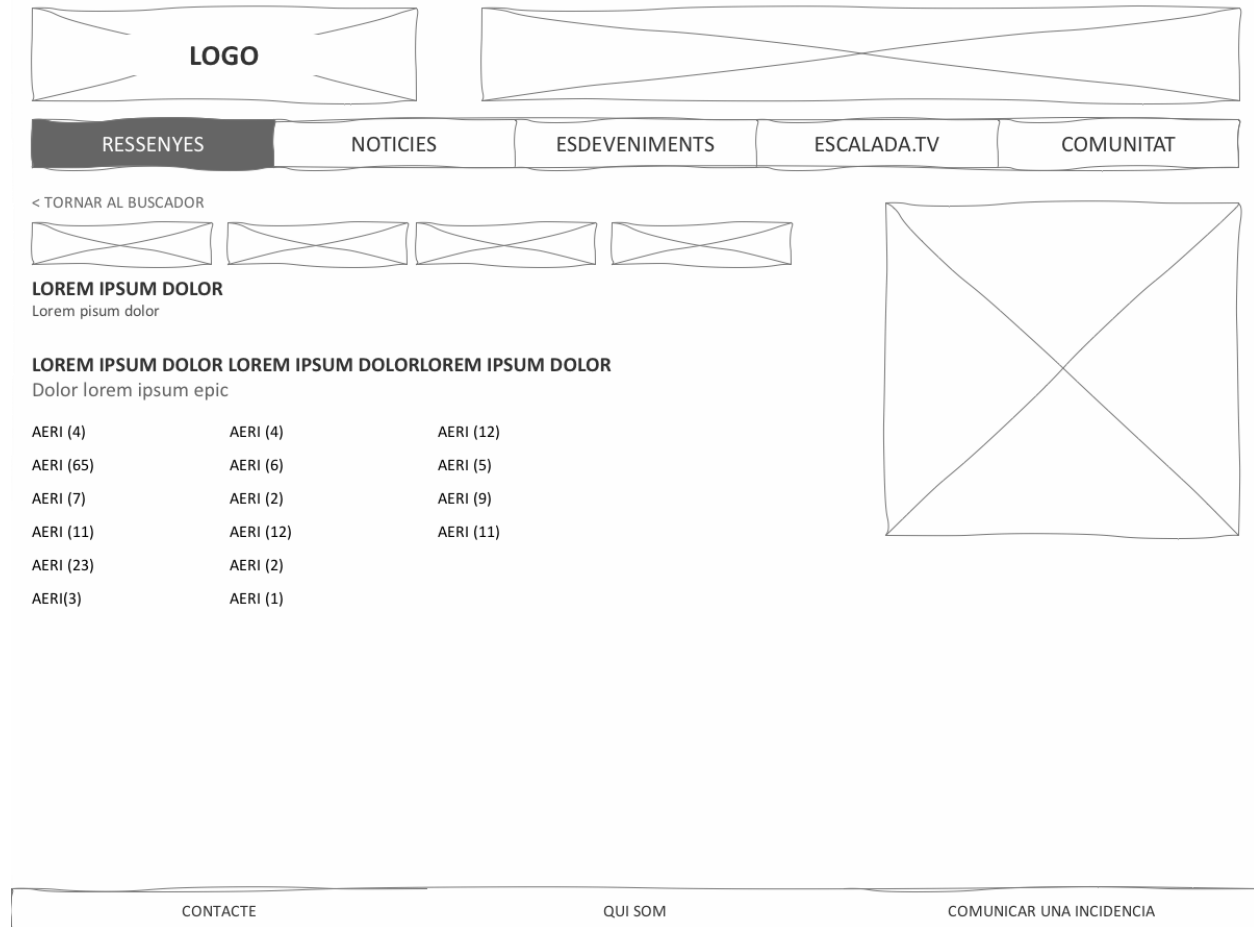 LOGO
RESSENYES NOTICIES ESDEVENIMENTS ESCALADA.TV COMUNITAT
< TORNAR AL BUSCADOR
LOREM IPSUM DOLOR
Lorem pisum dolor
LOREM IPSUM DOLOR LOREM IPSUM DOLORLOREM IPSUM DOLOR
Dolor lorem ipsum epic
AERI (4) AERI (4) AERI (12)
AERI (65) AERI (6) AERI (5)
AERI (7) AERI (2) AERI (9)
AERI (11) AERI (12) AERI (11)
AERI (23) AERI (2)
AERI(3) AERI (1)
CONTACTE QUI SOM COMUNICAR UNA INCIDENCIA